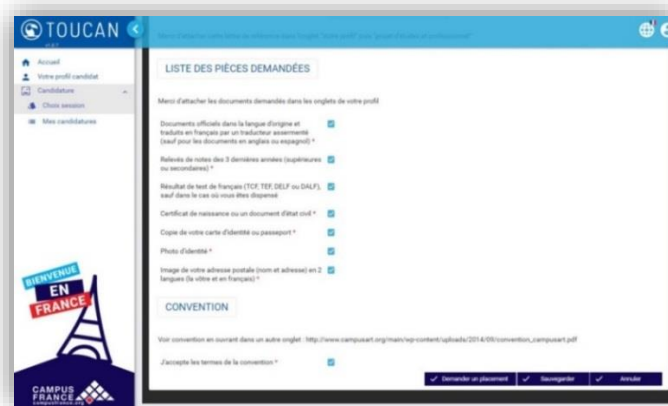 TOUCAN
Accueil
Votre profil candidat
Candidature
Choix session
Mes candidatures
BIENVENUE
EN
FRANCE
CAMPUS
FRANCE
campusfrance.org
LISTE DES PIÈCES DEMANDÉES
Merci d'attacher les documents demandés dans les onglets de votre profil
Documents officiels dans la langue d'origine et
traduits en français par un traducteur assermenté
(sauf pour les documents en anglais ou espagnol) *
Relevés de notes des 3 dernières années (supérieures
ou secondaires) *
Résultat de test de français (TCF, TEF, DELF ou DALF),
sauf dans le cas où vous êtes dispensé
Certificat de naissance ou un document d'état civil *
Copie de votre carte d'identité ou passeport *
Photo d'identité *
Image de votre adresse postale (nom et adresse) en 2
langues (la vôtre et en français) *
CONVENTION
Voir convention en ouvrant dans un autre onglet : http://www.campusart.org/main/wp-content/uploads/2014/09/convention_campusart.pdf
J'accepte les termes de la convention *
Demander un placement
Sauvegarder
Annuler